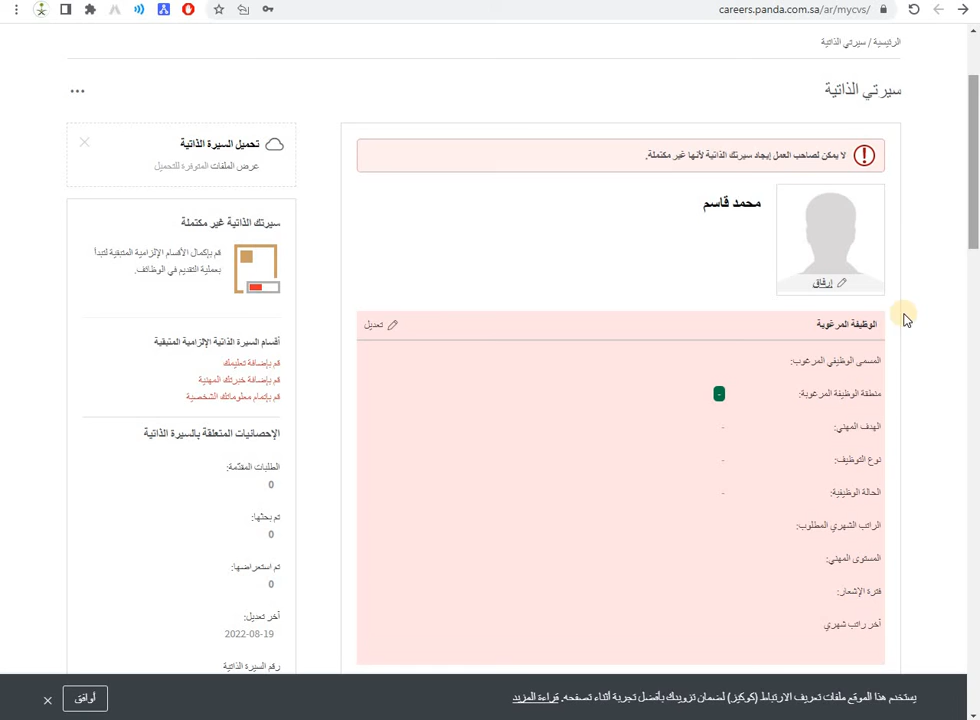 careers.panda.com.sa/ar/mycvs/
الرئيسية / سيرتي الذاتية
سيرتي الذاتية
لا يمكن لصاحب العمل إيجاد سيرتك الذاتية لأنها غير مكتملة.
محمد قاسم
إرفاق
الوظيفة المرغوبة
تعديل
المسمى الوظيفي المرغوب:
منطقة الوظيفة المرغوبة:
-
الهدف المهني:
-
نوع التوظيف:
-
الحالة الوظيفية:
-
الراتب الشهري المطلوب:
المستوى المهني:
فترة الإشعار:
آخر راتب شهري
تحميل السيرة الذاتية
عرض الملفات المتوفرة للتحميل
سيرتك الذاتية غير مكتملة
قم بإكمال الأقسام الإلزامية المتبقية لتبدأ
بعملية التقديم في الوظائف.
أقسام السيرة الذاتية الإلزامية المتبقية
قم بإضافة تعليمك
قم بإضافة خبرتك المهنية
قم بإتمام معلوماتك الشخصية
الإحصائيات المتعلقة بالسيرة الذاتية
الطلبات المقدّمة:
0
تم بحثها:
0
تم استعراضها:
0
آخر تعديل:
2022-08-19
رقم السيرة الذاتية
يستخدم هذا الموقع ملفات تعريف الارتباط (كوكيز) لضمان تزويدك بأفضل تجربة أثناء تصفحه. قراءة المزيد
أوافق